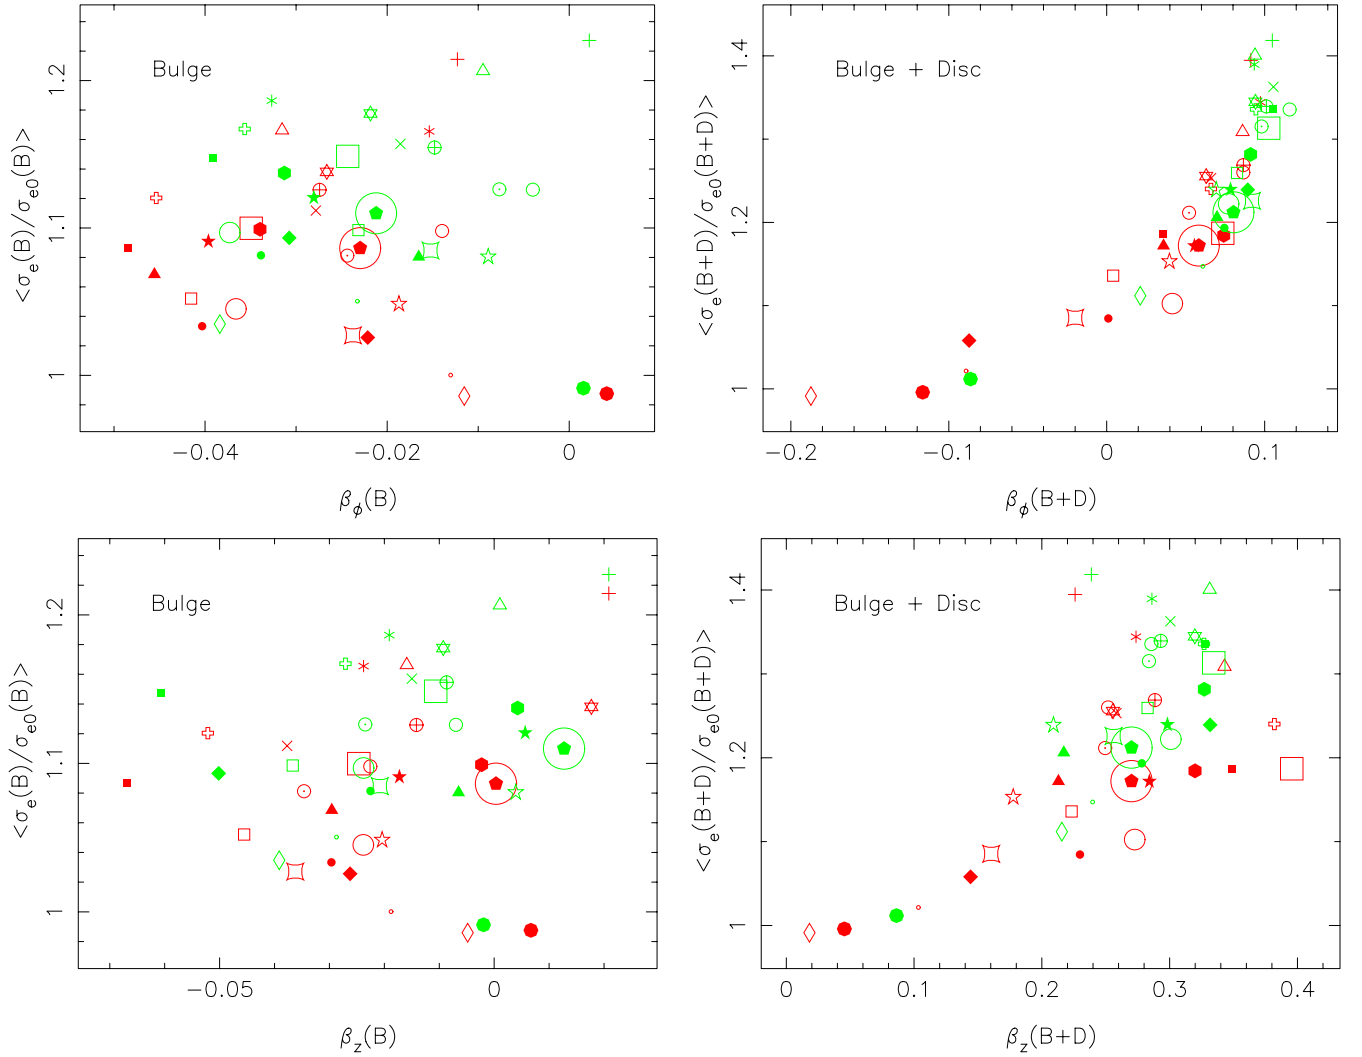 Bulge
1 1.1 1.2
<σe(B)/σe0(B)>
−0.04 −0.02 0
βϕ(B)
Bulge + Disc
1 1.2 1.4
<σe(B+D)/σe0(B+D)>
−0.2 −0.1 0 0.1
βϕ(B+D)
Bulge
1 1.1 1.2
<σe(B)/σe0(B)>
−0.05 0
βz(B)
Bulge + Disc
1 1.2 1.4
<σe(B+D)/σe0(B+D)>
0 0.1 0.2 0.3 0.4
βz(B+D)